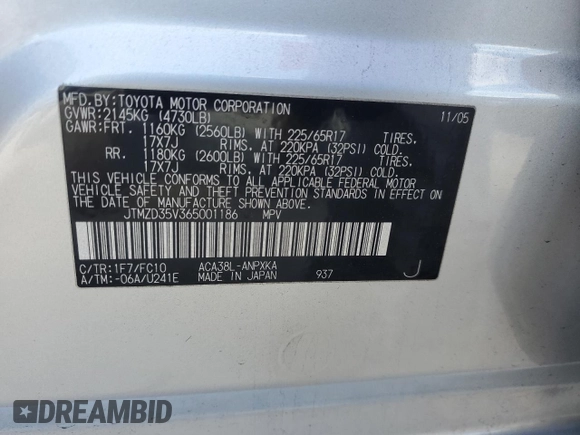 MFD.BY:TOYOTA MOTOR CORPORATION 11/05
GVWR:2145KG (4730LB)
GAWR:FRT. 1160KG (2560LB) WITH 225/65R17 TIRES.
17X7J RIMS. AT 220KPA (32PSI) COLD.
RR. 1180KG (2600LB) WITH 225/65R17 TIRES.
17X7J RIMS. AT 220KPA (32PSI) COLD.
THIS VEHICLE CONFORMS TO ALL APPLICABLE FEDERAL MOTOR
VEHICLE SAFETY AND THEFT PREVENTION STANDARDS IN EFFECT ON
THE DATE OF MANUFACTURE SHOWN ABOVE.
JTMZD35V365001186 MPV
C/TR:1F7/FC10 ACA38L-ANPXKA J
A/TM:-06A/U241E MADE IN JAPAN 937
DREAMBID